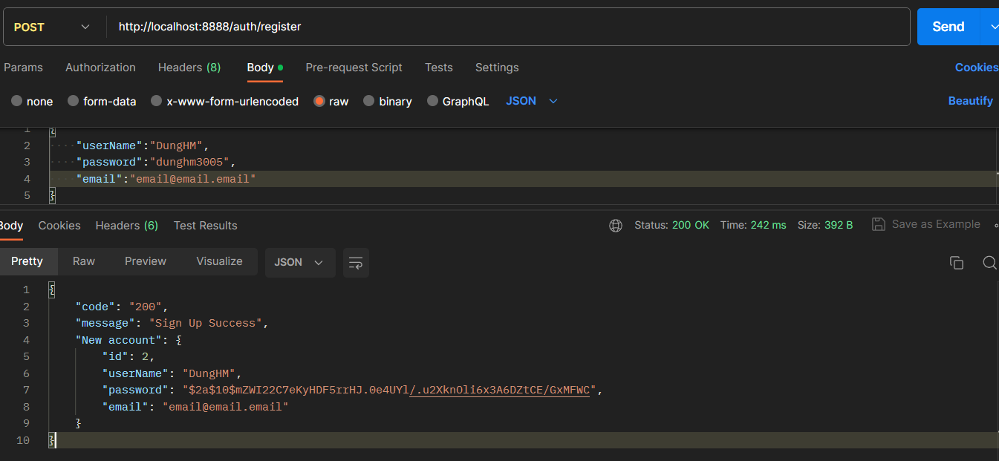 POST http://localhost:8888/auth/register Send
Params Authorization Headers (8) Body Pre-request Script Tests Settings Cookies
none form-data x-www-form-urlencoded raw binary GraphQL JSON Beautify
1 {
2 "userName":"DungHM",
3 "password":"dunghm3005",
4 "email":"email@email.email"
5 }
Body Cookies Headers (6) Test Results Status: 200 OK Time: 242 ms Size: 392 B Save as Example
Pretty Raw Preview Visualize JSON
1 {
2 "code": "200",
3 "message": "Sign Up Success",
4 "New account": {
5 "id": 2,
6 "userName": "DungHM",
7 "password": "$2a$10$mZWI22C7eKyHDF5rrHJ.0e4UYl/.u2XknOli6x3A6DZtCE/GxMFWC",
8 "email": "email@email.email"
9 }
10 }